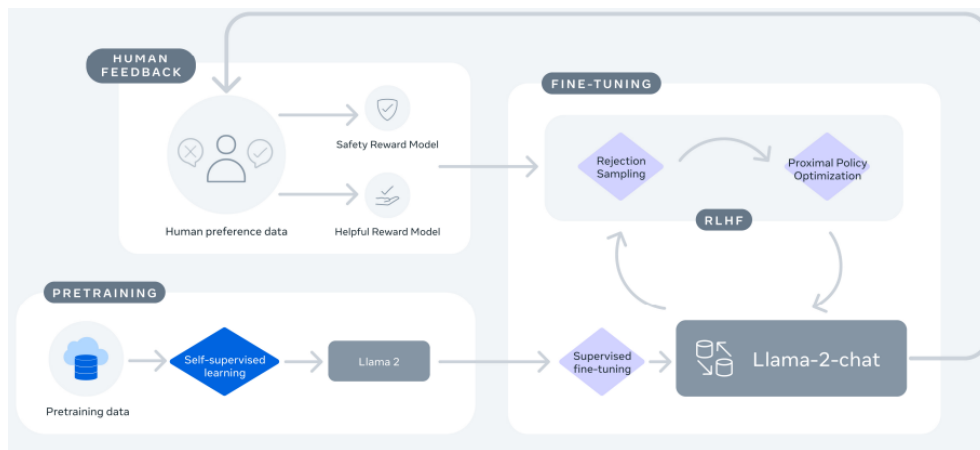 HUMAN
FEEDBACK
Human preference data
Safety Reward Model
Helpful Reward Model
FINE-TUNING
Rejection
Sampling
Proximal Policy
Optimization
RLHF
PRETRAINING
Pretraining data
Self-supervised
learning
Llama 2
Supervised
fine-tuning
Llama-2-chat